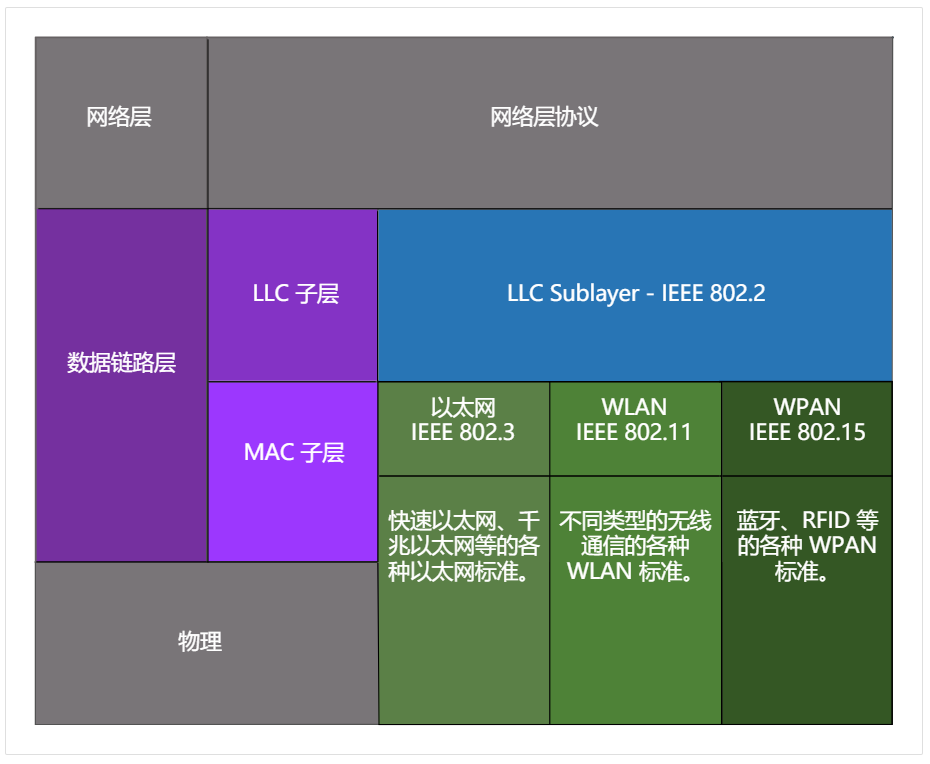 网络层
网络层协议
数据链路层
LLC 子层
LLC Sublayer - IEEE 802.2
MAC 子层
以太网
IEEE 802.3
WLAN
IEEE 802.11
WPAN
IEEE 802.15
快速以太网、千
兆以太网等的各
种以太网标准。
不同类型的无线
通信的各种
WLAN 标准。
蓝牙、RFID 等
的各种 WPAN
标准。
物理